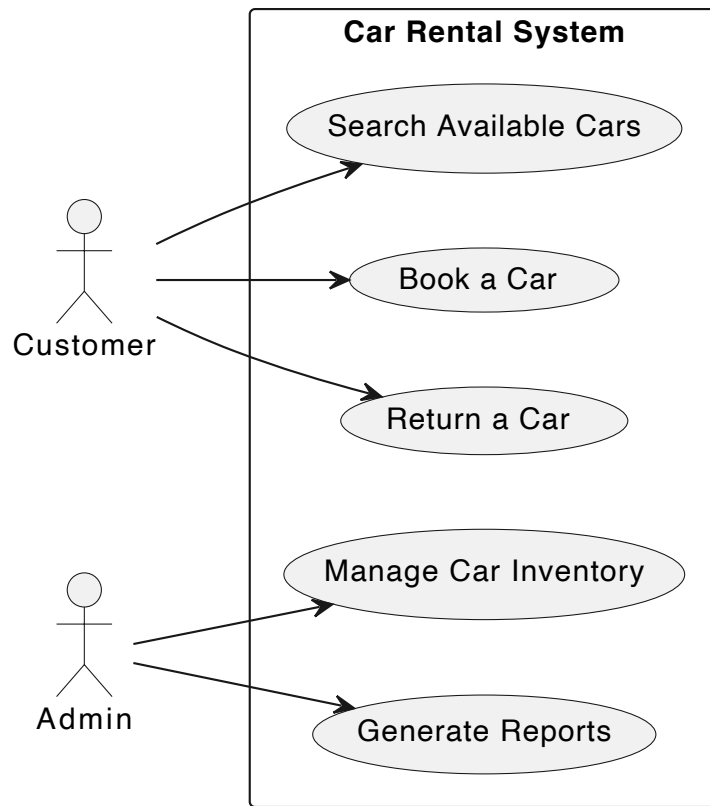 Car Rental System
Search Available Cars
Book a Car
Customer
Return a Car
Manage Car Inventory
Admin
Generate Reports